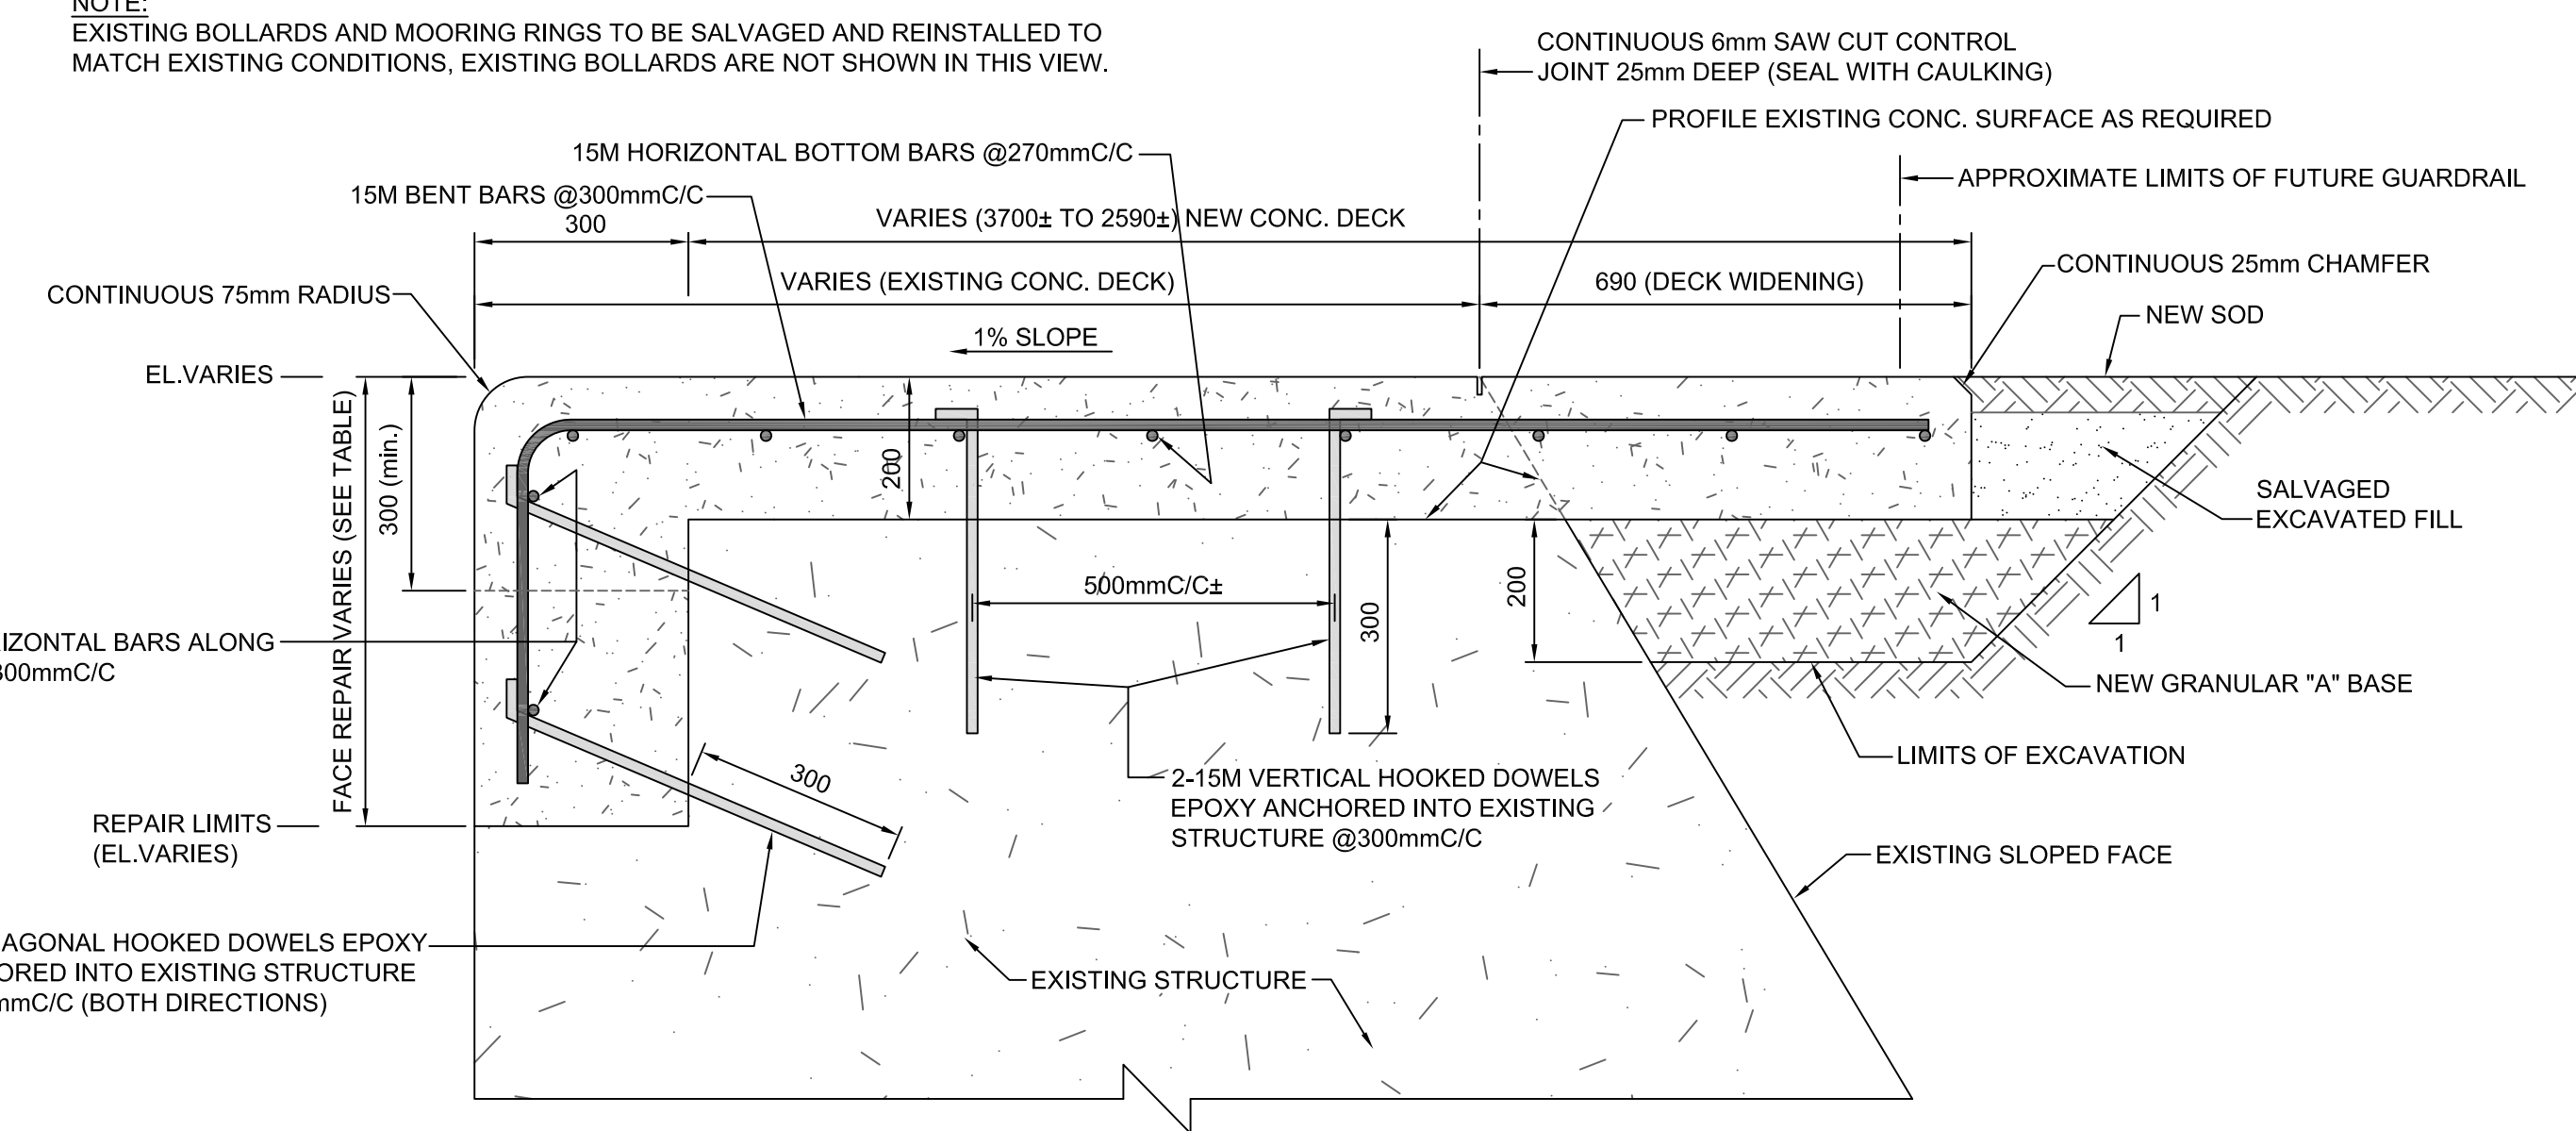 NOTE:
EXISTING BOLLARDS AND MOORING RINGS TO BE SALVAGED AND REINSTALLED TO
MATCH EXISTING CONDITIONS, EXISTING BOLLARDS ARE NOT SHOWN IN THIS VIEW.
CONTINUOUS 6mm SAW CUT CONTROL
JOINT 25mm DEEP (SEAL WITH CAULKING)
PROFILE EXISTING CONC. SURFACE AS REQUIRED
15M HORIZONTAL BOTTOM BARS @270mmC/C
APPROXIMATE LIMITS OF FUTURE GUARDRAIL
15M BENT BARS @300mmC/C
300
VARIES (3700± TO 2590±) NEW CONC. DECK
CONTINUOUS 25mm CHAMFER
VARIES (EXISTING CONC. DECK)
690 (DECK WIDENING)
CONTINUOUS 75mm RADIUS
NEW SOD
1% SLOPE
EL.VARIES
FACE REPAIR VARIES (SEE TABLE)
300 (min.)
200
SALVAGED
EXCAVATED FILL
500mmC/C±
300
200
1
1
IZONTAL BARS ALONG
300mmC/C
NEW GRANULAR "A" BASE
LIMITS OF EXCAVATION
300
2-15M VERTICAL HOOKED DOWELS
EPOXY ANCHORED INTO EXISTING
STRUCTURE @300mmC/C
REPAIR LIMITS
(EL.VARIES)
EXISTING SLOPED FACE
AGONAL HOOKED DOWELS EPOXY
ORED INTO EXISTING STRUCTURE
mmC/C (BOTH DIRECTIONS)
EXISTING STRUCTURE